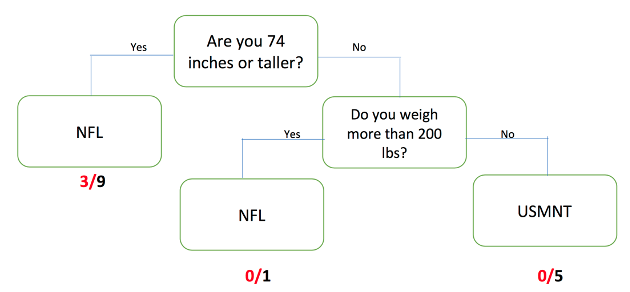 Are you 74
inches or taller?
Yes
No
NFL
3/9
Do you weigh
more than 200
lbs?
Yes
No
NFL
0/1
USMNT
0/5